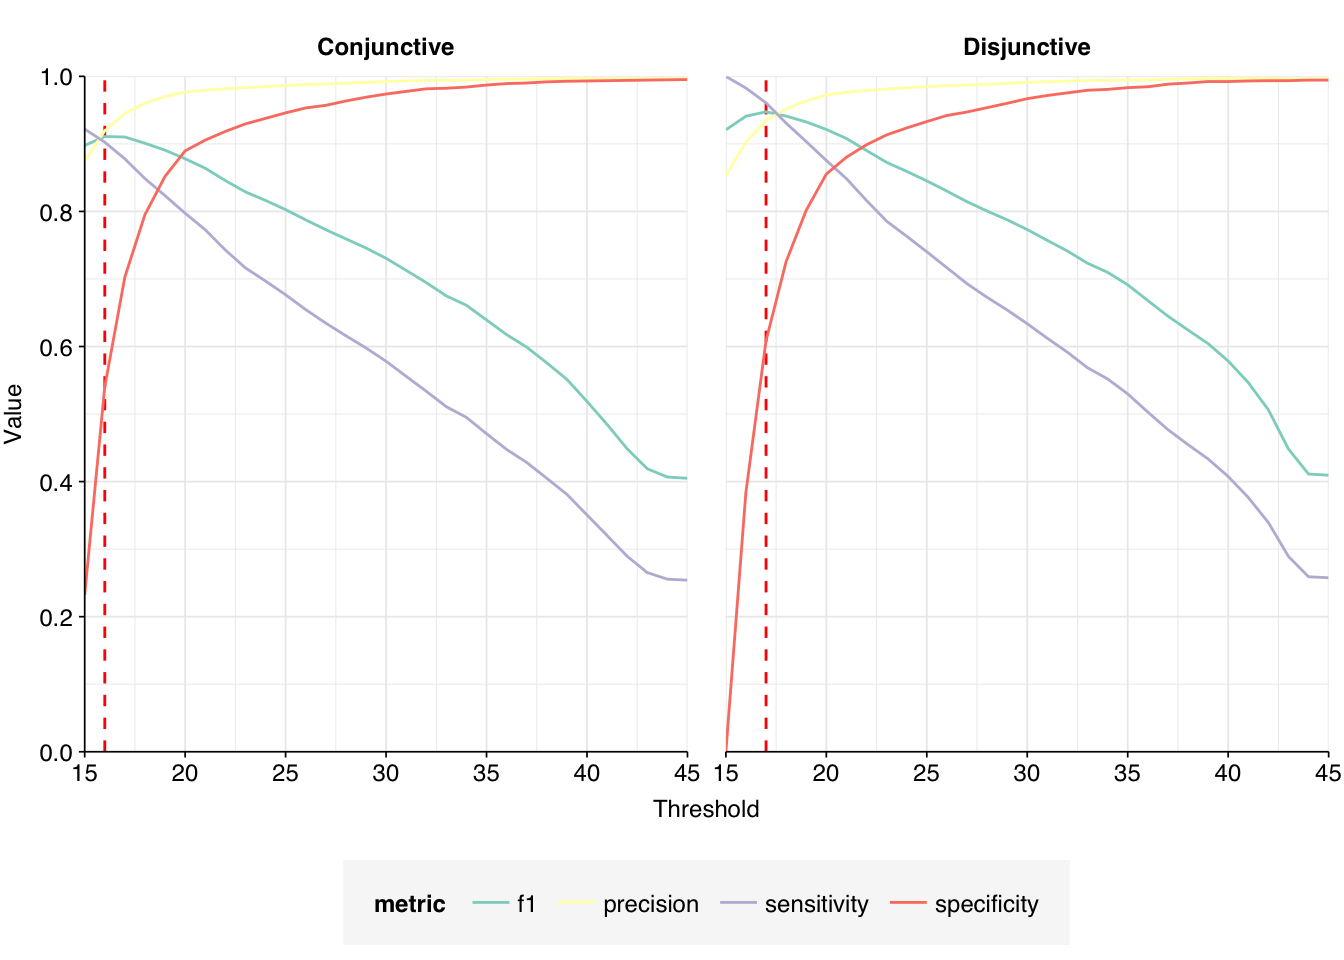 Conjunctive Disjunctive
1.0
0.8
0.6
0.4
0.2
0.0
Value
15 20 25 30 35 40 45 15 20 25 30 35 40 45
Threshold
metric f1 precision sensitivity specificity